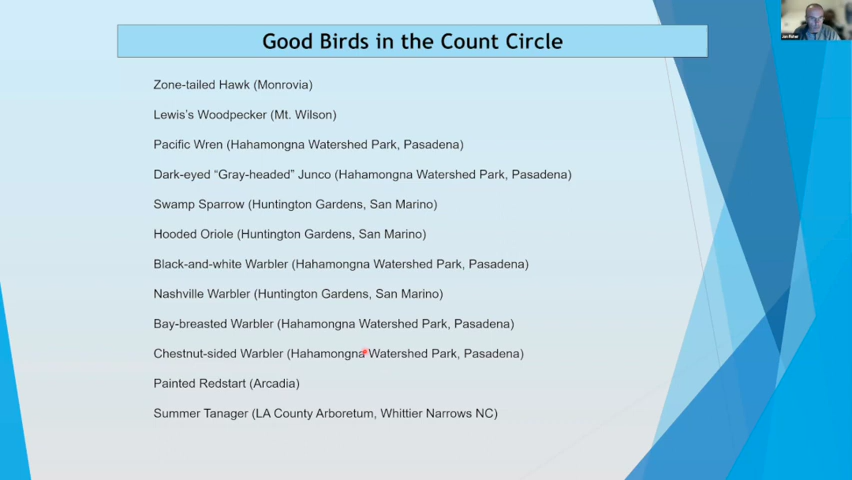 Good Birds in the Count Circle
Zone-tailed Hawk (Monrovia)
Lewis's Woodpecker (Mt. Wilson)
Pacific Wren (Hahamongna Watershed Park, Pasadena)
Dark-eyed “Gray-headed” Junco (Hahamongna Watershed Park, Pasadena)
Swamp Sparrow (Huntington Gardens, San Marino)
Hooded Oriole (Huntington Gardens, San Marino)
Black-and-white Warbler (Hahamongna Watershed Park, Pasadena)
Nashville Warbler (Huntington Gardens, San Marino)
Bay-breasted Warbler (Hahamongna Watershed Park, Pasadena)
Chestnut-sided Warbler (Hahamongna Watershed Park, Pasadena)
Painted Redstart (Arcadia)
Summer Tanager (LA County Arboretum, Whittier Narrows NC)